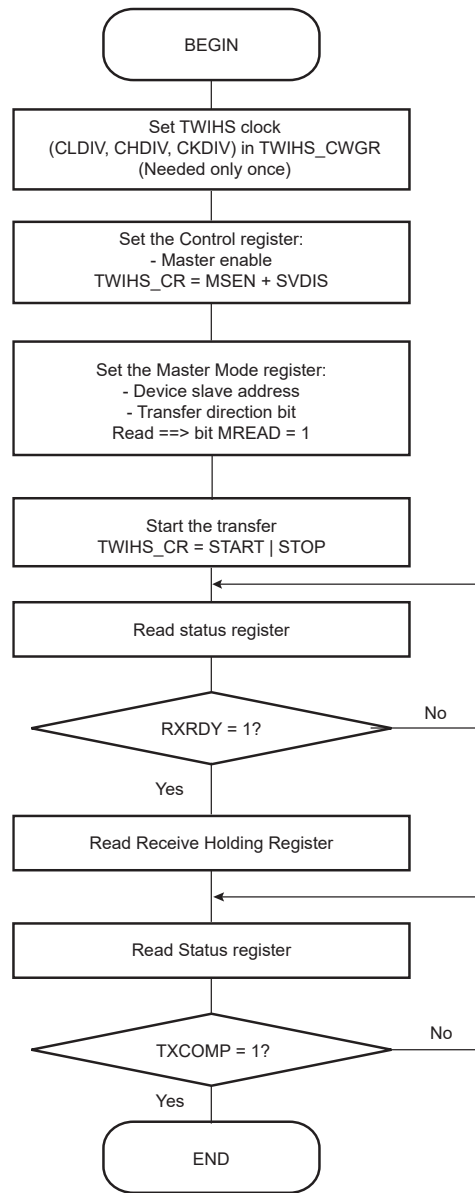 BEGIN
Set TWIHS clock
(CLDIV, CHDIV, CKDIV) in TWIHS_CWGR
(Needed only once)
Set the Control register:
- Master enable
TWIHS_CR = MSEN + SVDIS
Set the Master Mode register:
- Device slave address
- Transfer direction bit
Read ==> bit MREAD = 1
Start the transfer
TWIHS_CR = START | STOP
Read status register
RXRDY = 1?
No
Yes
Read Receive Holding Register
Read Status register
TXCOMP = 1?
No
Yes
END